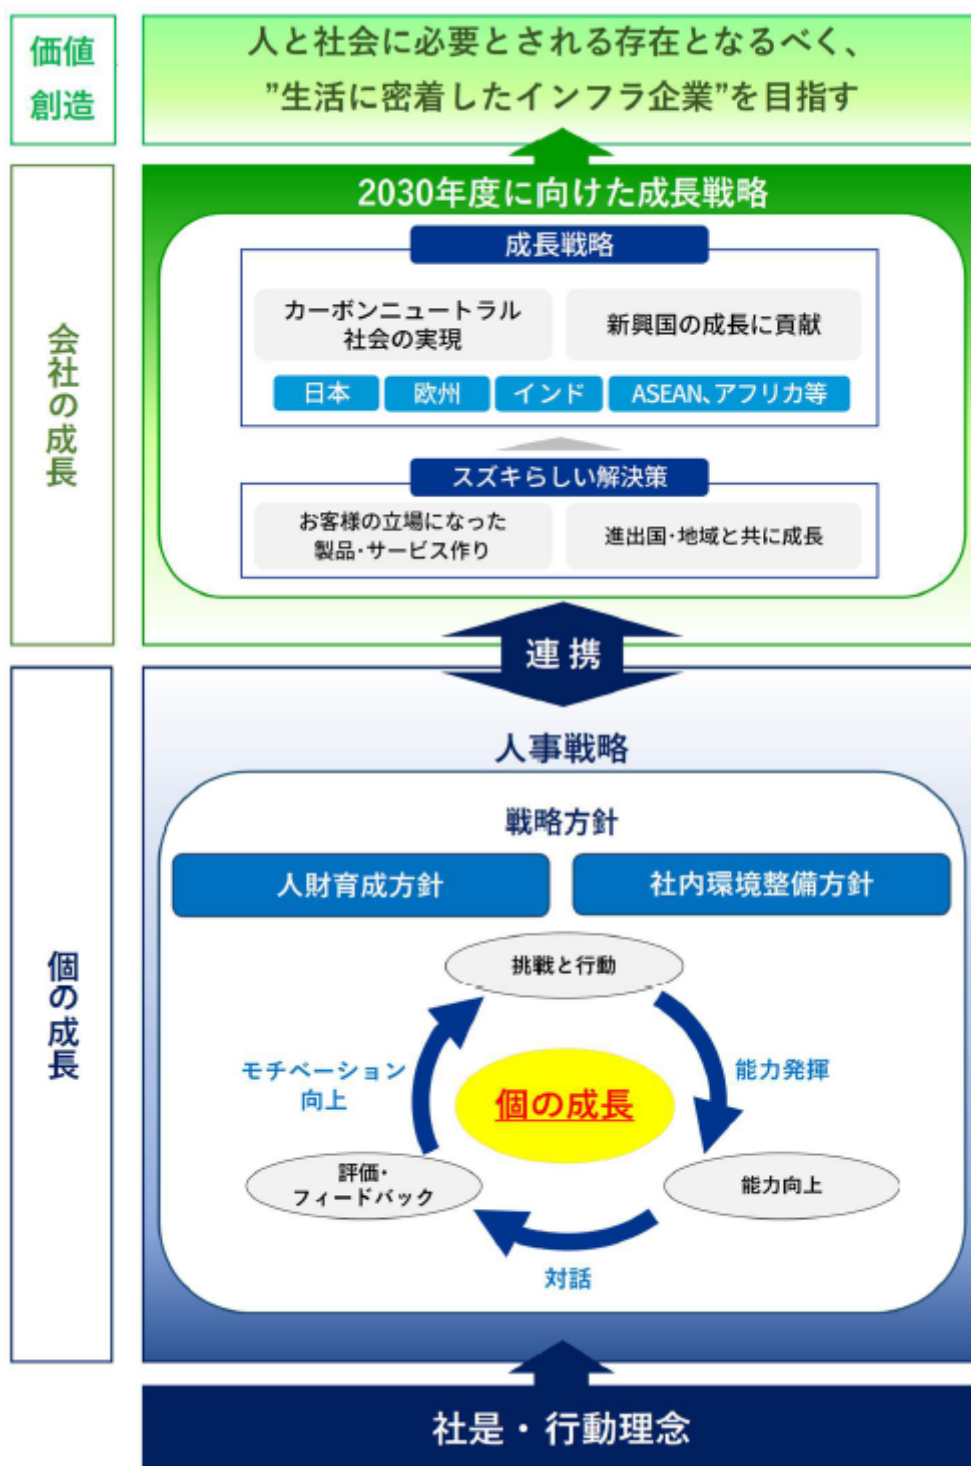 価値
創造
人と社会に必要とされる存在となるべく、
”生活に密着したインフラ企業”を目指す
会社の成長
2030年度に向けた成長戦略
成長戦略
カーボンニュートラル
社会の実現
新興国の成長に貢献
日本
欧州
インド
ASEAN、アフリカ等
スズキらしい解決策
お客様の立場になった
製品･サービス作り
進出国･地域と共に成長
連携
個の成長
人事戦略
戦略方針
人財育成方針
社内環境整備方針
挑戦と行動
モチベーション
向上
能力発揮
個の成長
評価･
フィードバック
能力向上
対話
社是・行動理念